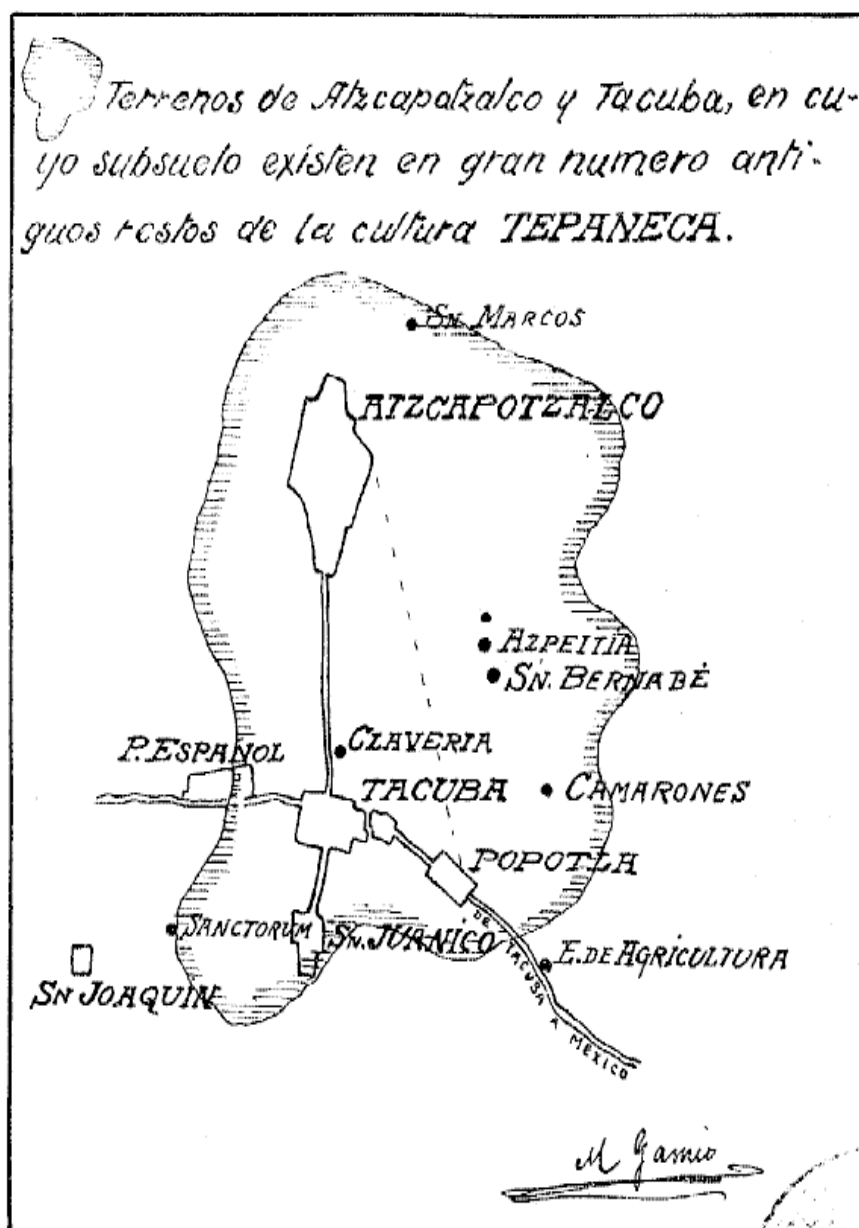 Terrenos de Atzcapotzalco y Tacuba, en cu-
yo subsuelo existen en gran numero anti-
guos restos de la cultura TEPANECA.
SN. MARCOS
ATZCAPOTZALCO
AZPEITIA
SN. BERNABÉ
CLAVERIA
P. ESPAÑOL
TACUBA
CAMARONES
POPOTLA
SANCTORUM
SN. JUANICO
E. DE AGRICULTURA
SN JOAQUIN
DE TACUBA A MEXICO
M Gamio